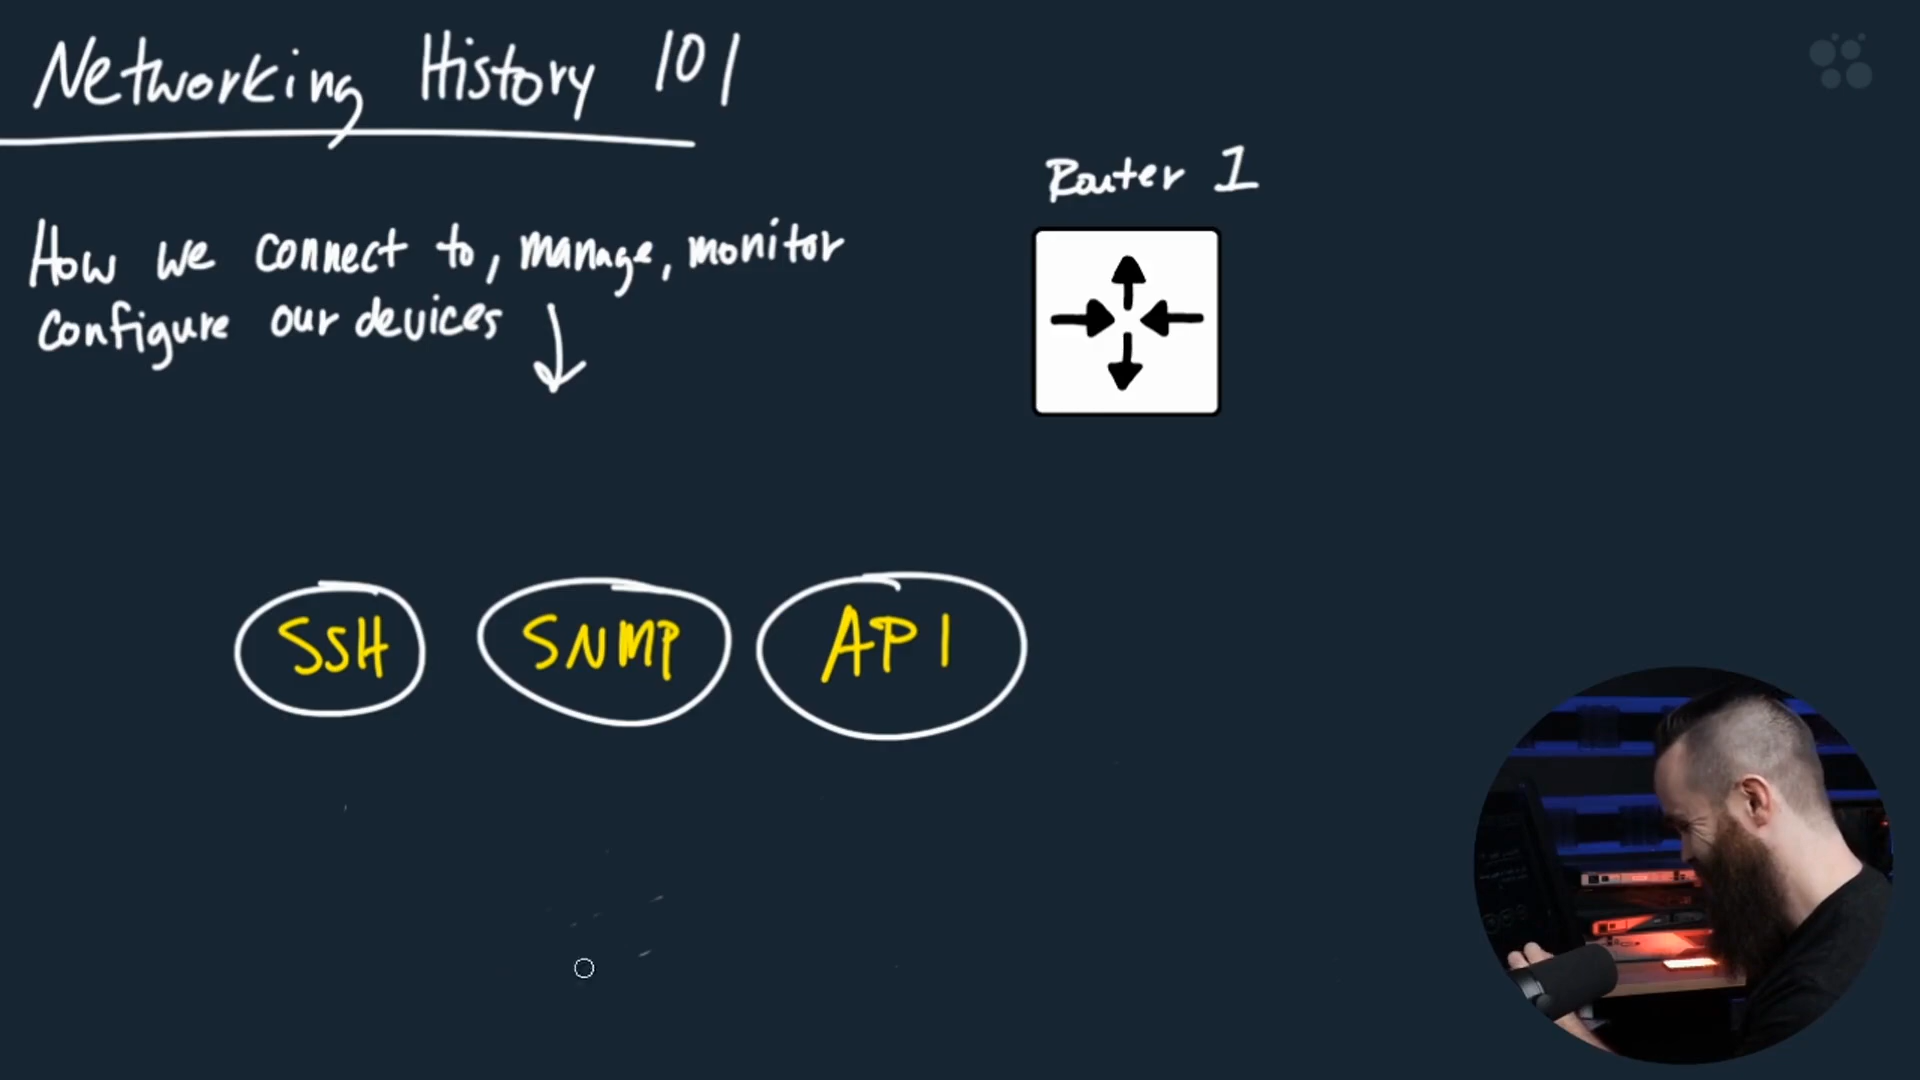 Networking History 101
How we connect to, manage, monitor
configure our devices
Router 1
SSH SNMP API